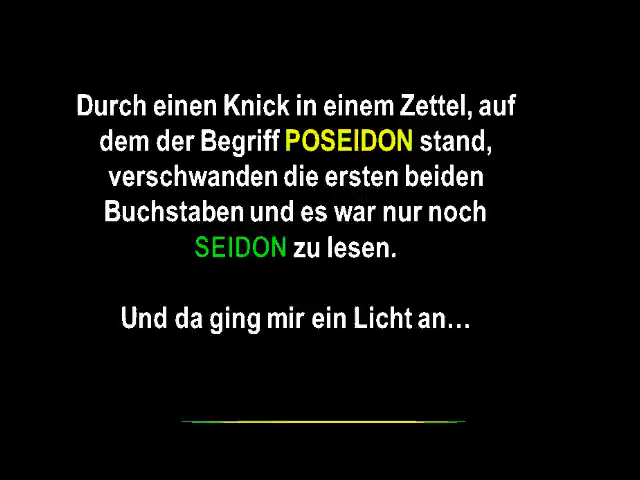 Durch einen Knick in einem Zettel, auf
dem der Begriff POSEIDON stand,
verschwanden die ersten beiden
Buchstaben und es war nur noch
SEIDON zu lesen.
Und da ging mir ein Licht an...